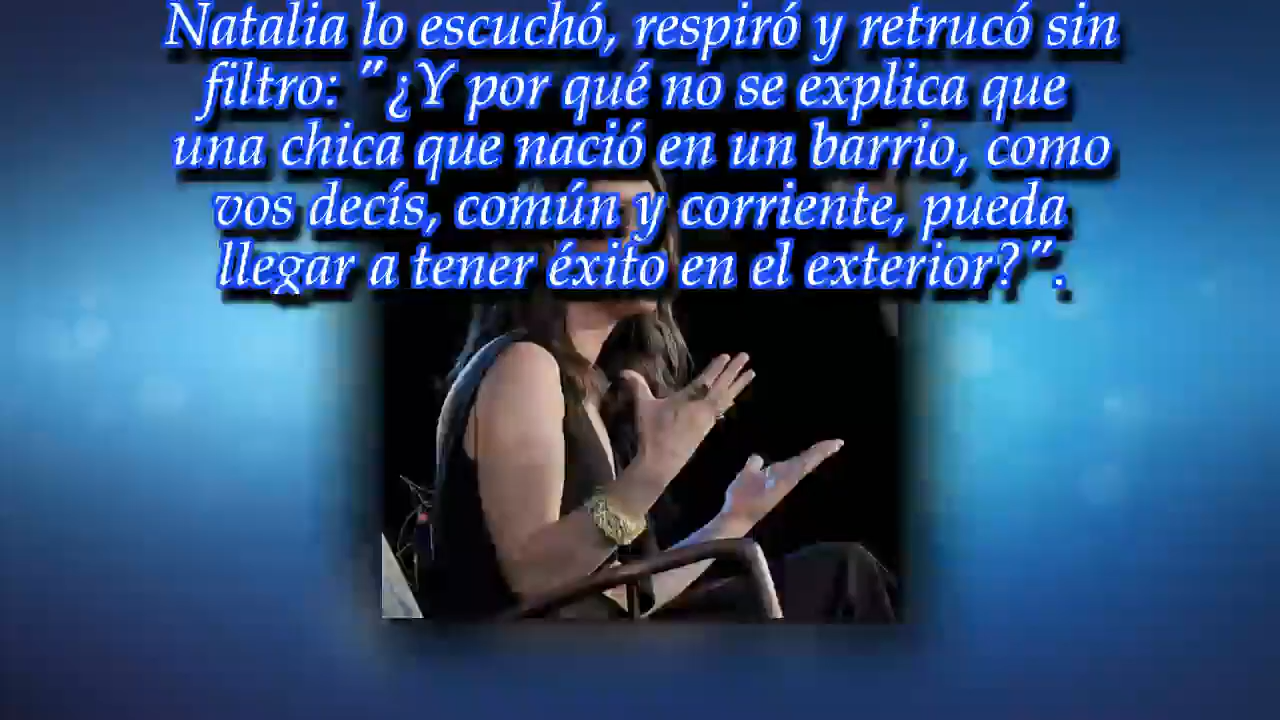 Natalia lo escuchó, respiró y retrucó sin
filtro: "¿Y por qué no se explica que
una chica que nació en un barrio, como
vos decís, común y corriente, pueda
llegar a tener éxito en el exterior?".